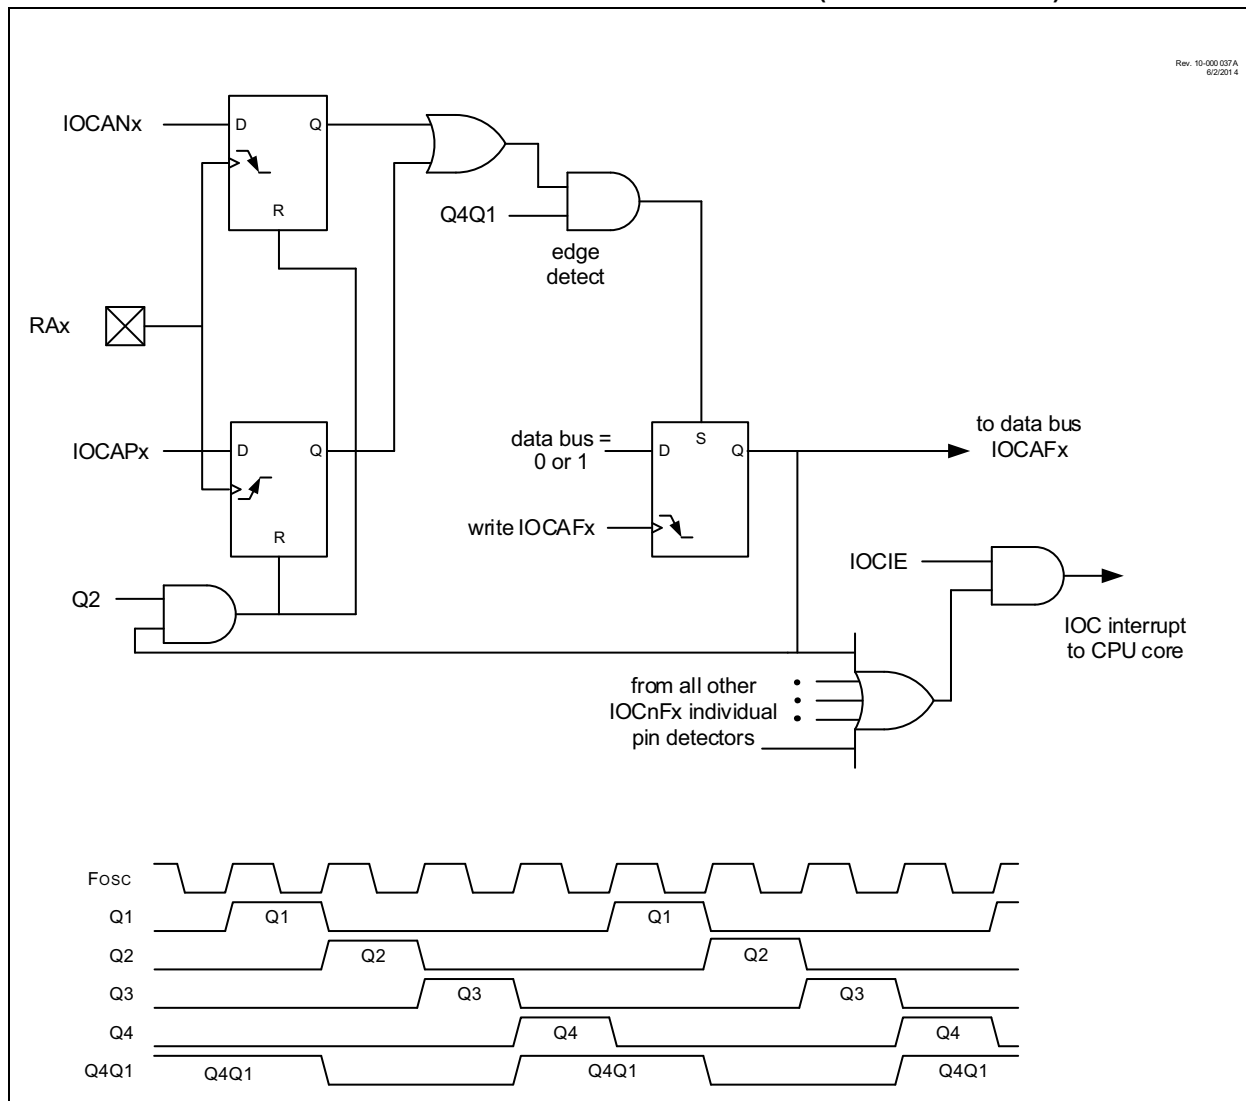 Rev. 10-000 037A
6/2/2014
IOCANx
D
Q
R
Q4Q1
edge
detect
RAx
IOCAPx
D
Q
R
data bus =
0 or 1
D
S
Q
write IOCAFx
to data bus
IOCAFx
IOCIE
Q2
IOC interrupt
to CPU core
from all other
IOCnFx individual
pin detectors
FOSC
Q1
Q1
Q1
Q2
Q2
Q2
Q3
Q3
Q3
Q4
Q4
Q4
Q4Q1
Q4Q1
Q4Q1
Q4Q1